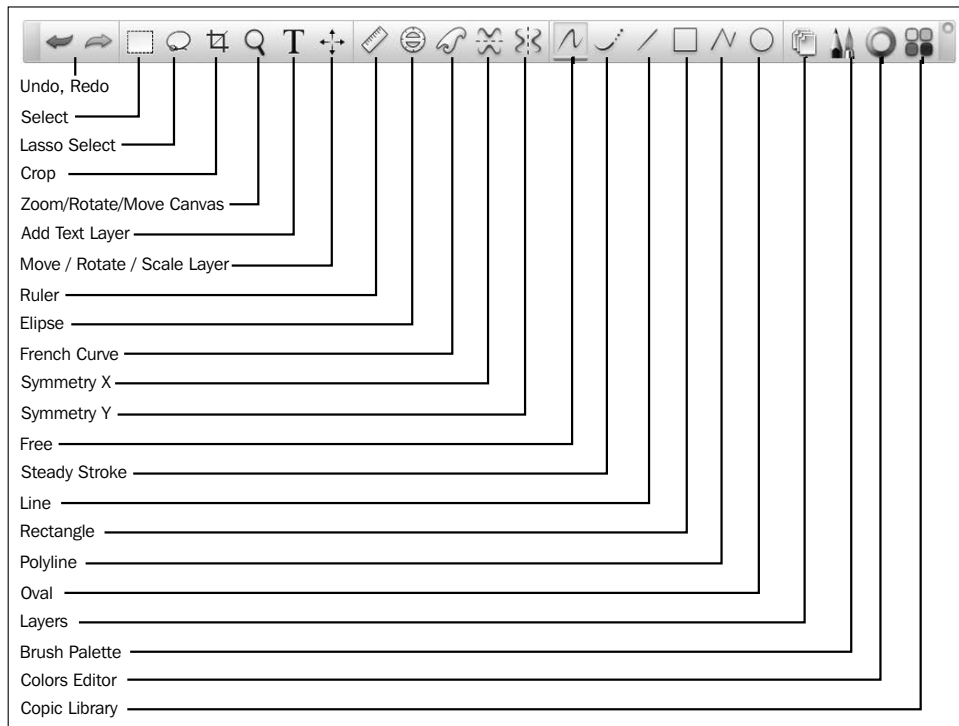 T
Undo, Redo
Select
Lasso Select
Crop
Zoom/Rotate/Move Canvas
Add Text Layer
Move / Rotate / Scale Layer
Ruler
Elipse
French Curve
Symmetry X
Symmetry Y
Free
Steady Stroke
Line
Rectangle
Polyline
Oval
Layers
Brush Palette
Colors Editor
Copic Library